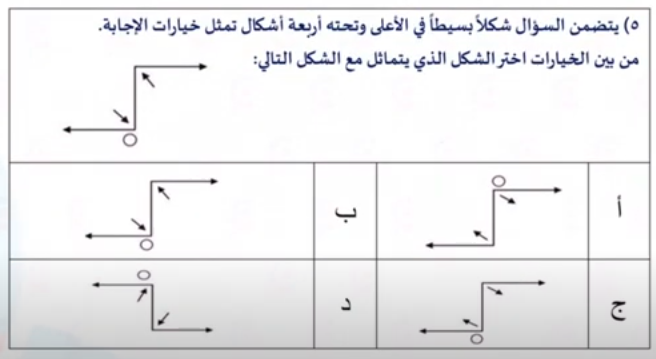 ٥) يتضمن السؤال شكلاً بسيطاً في الأعلى وتحته أربعة أشكال تمثل خيارات الإجابة.
من بين الخيارات اختر الشكل الذي يتماثل مع الشكل التالي:
أ
ب
ج
د